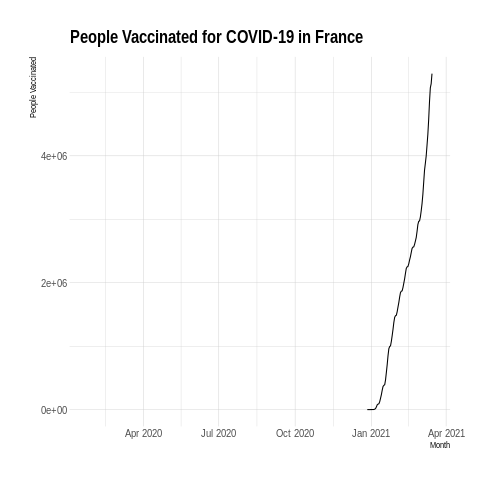 People Vaccinated for COVID-19 in France
People Vaccinated
4e+06
2e+06
0e+00
Apr 2020 Jul 2020 Oct 2020 Jan 2021 Apr 2021
Month